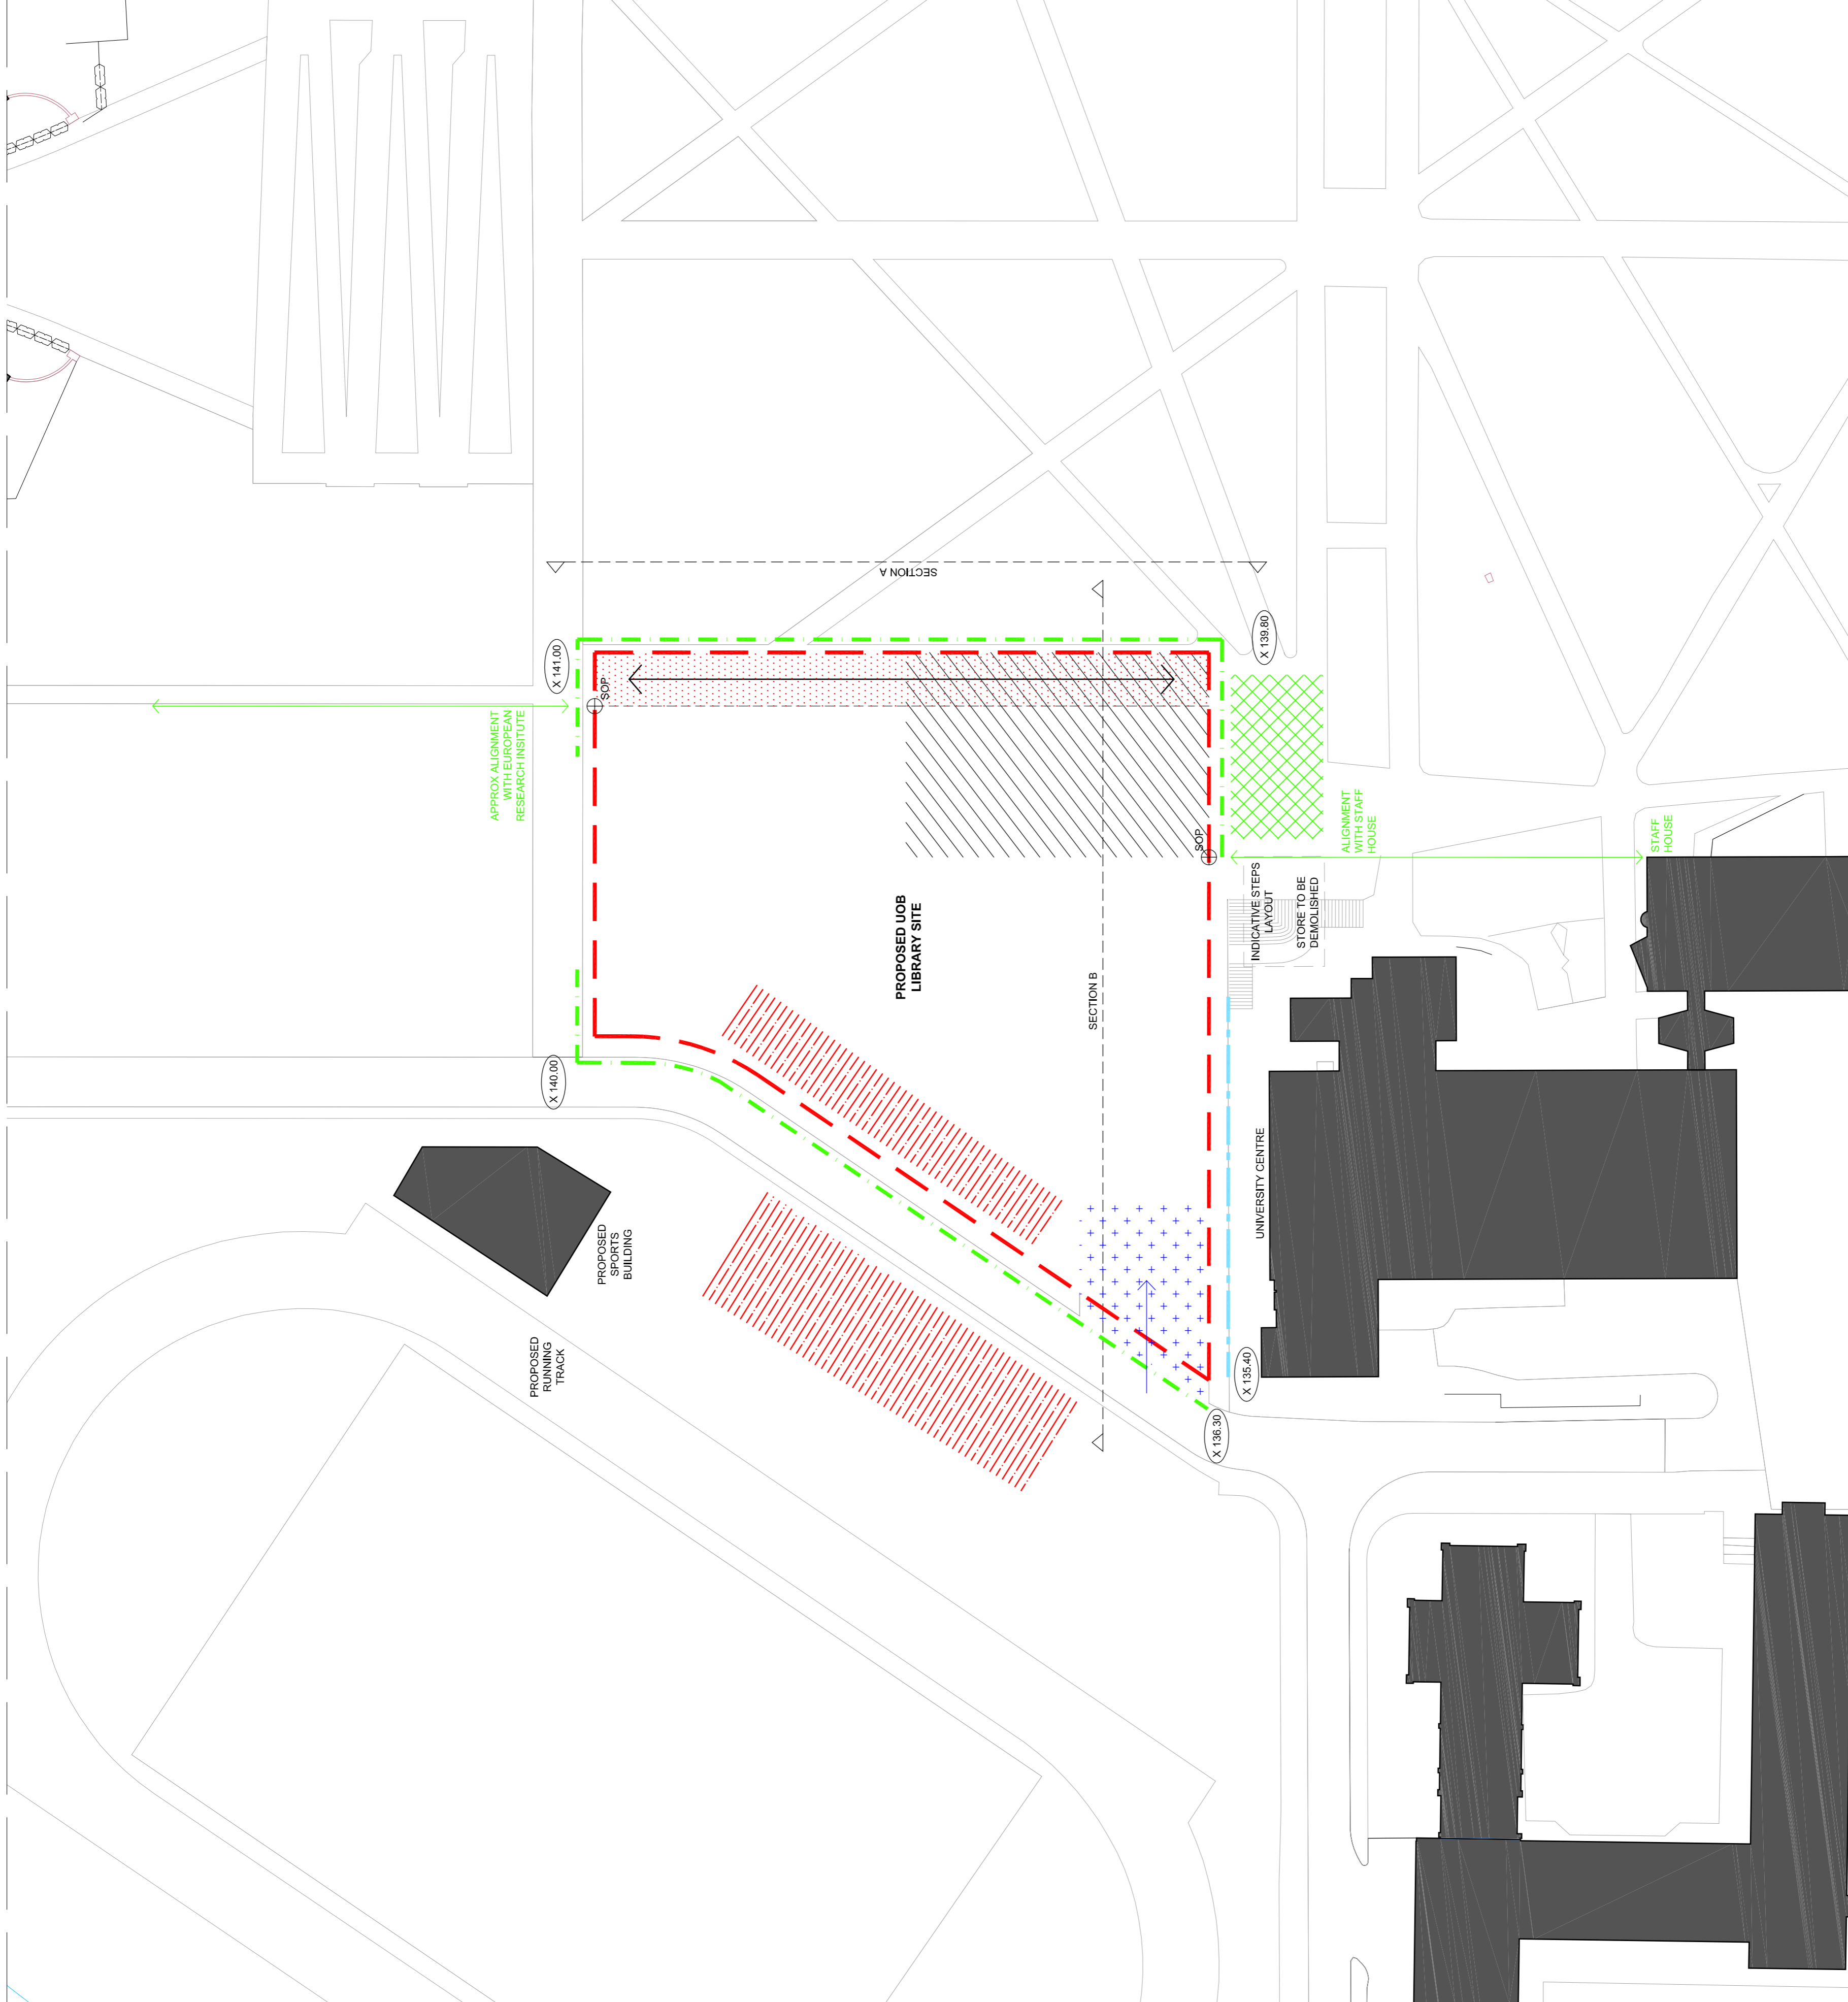 SECTION A
X 141.00
X 139.80
SOP
APPROX ALIGNMENT
WITH EUROPEAN
RESEARCH INSITUTE
ALIGNMENT
WITH STAFF
HOUSE
STAFF
HOUSE
SOP
INDICATIVE STEPS
LAYOUT
STORE TO BE
DEMOLISHED
PROPOSED UOB
LIBRARY SITE
SECTION B
X 140.00
UNIVERSITY CENTRE
PROPOSED
SPORTS
BUILDING
PROPOSED
RUNNING
TRACK
X 135.40
X 136.30